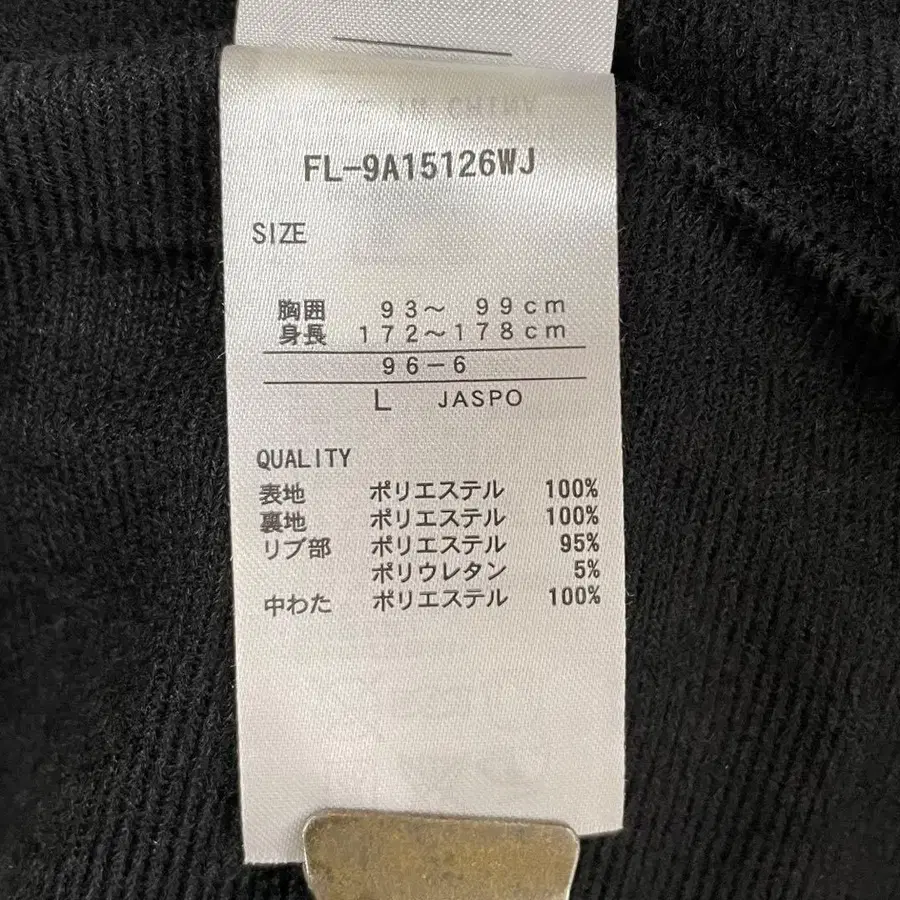 FL-9A15126WJ
SIZE
胸囲 93～ 99cm
身長 172～178cm
96-6
L JASPO
QUALITY
表地 ポリエステル 100%
裏地 ポリエステル 100%
リブ部 ポリエステル 95%
ポリウレタン 5%
中わた ポリエステル 100%